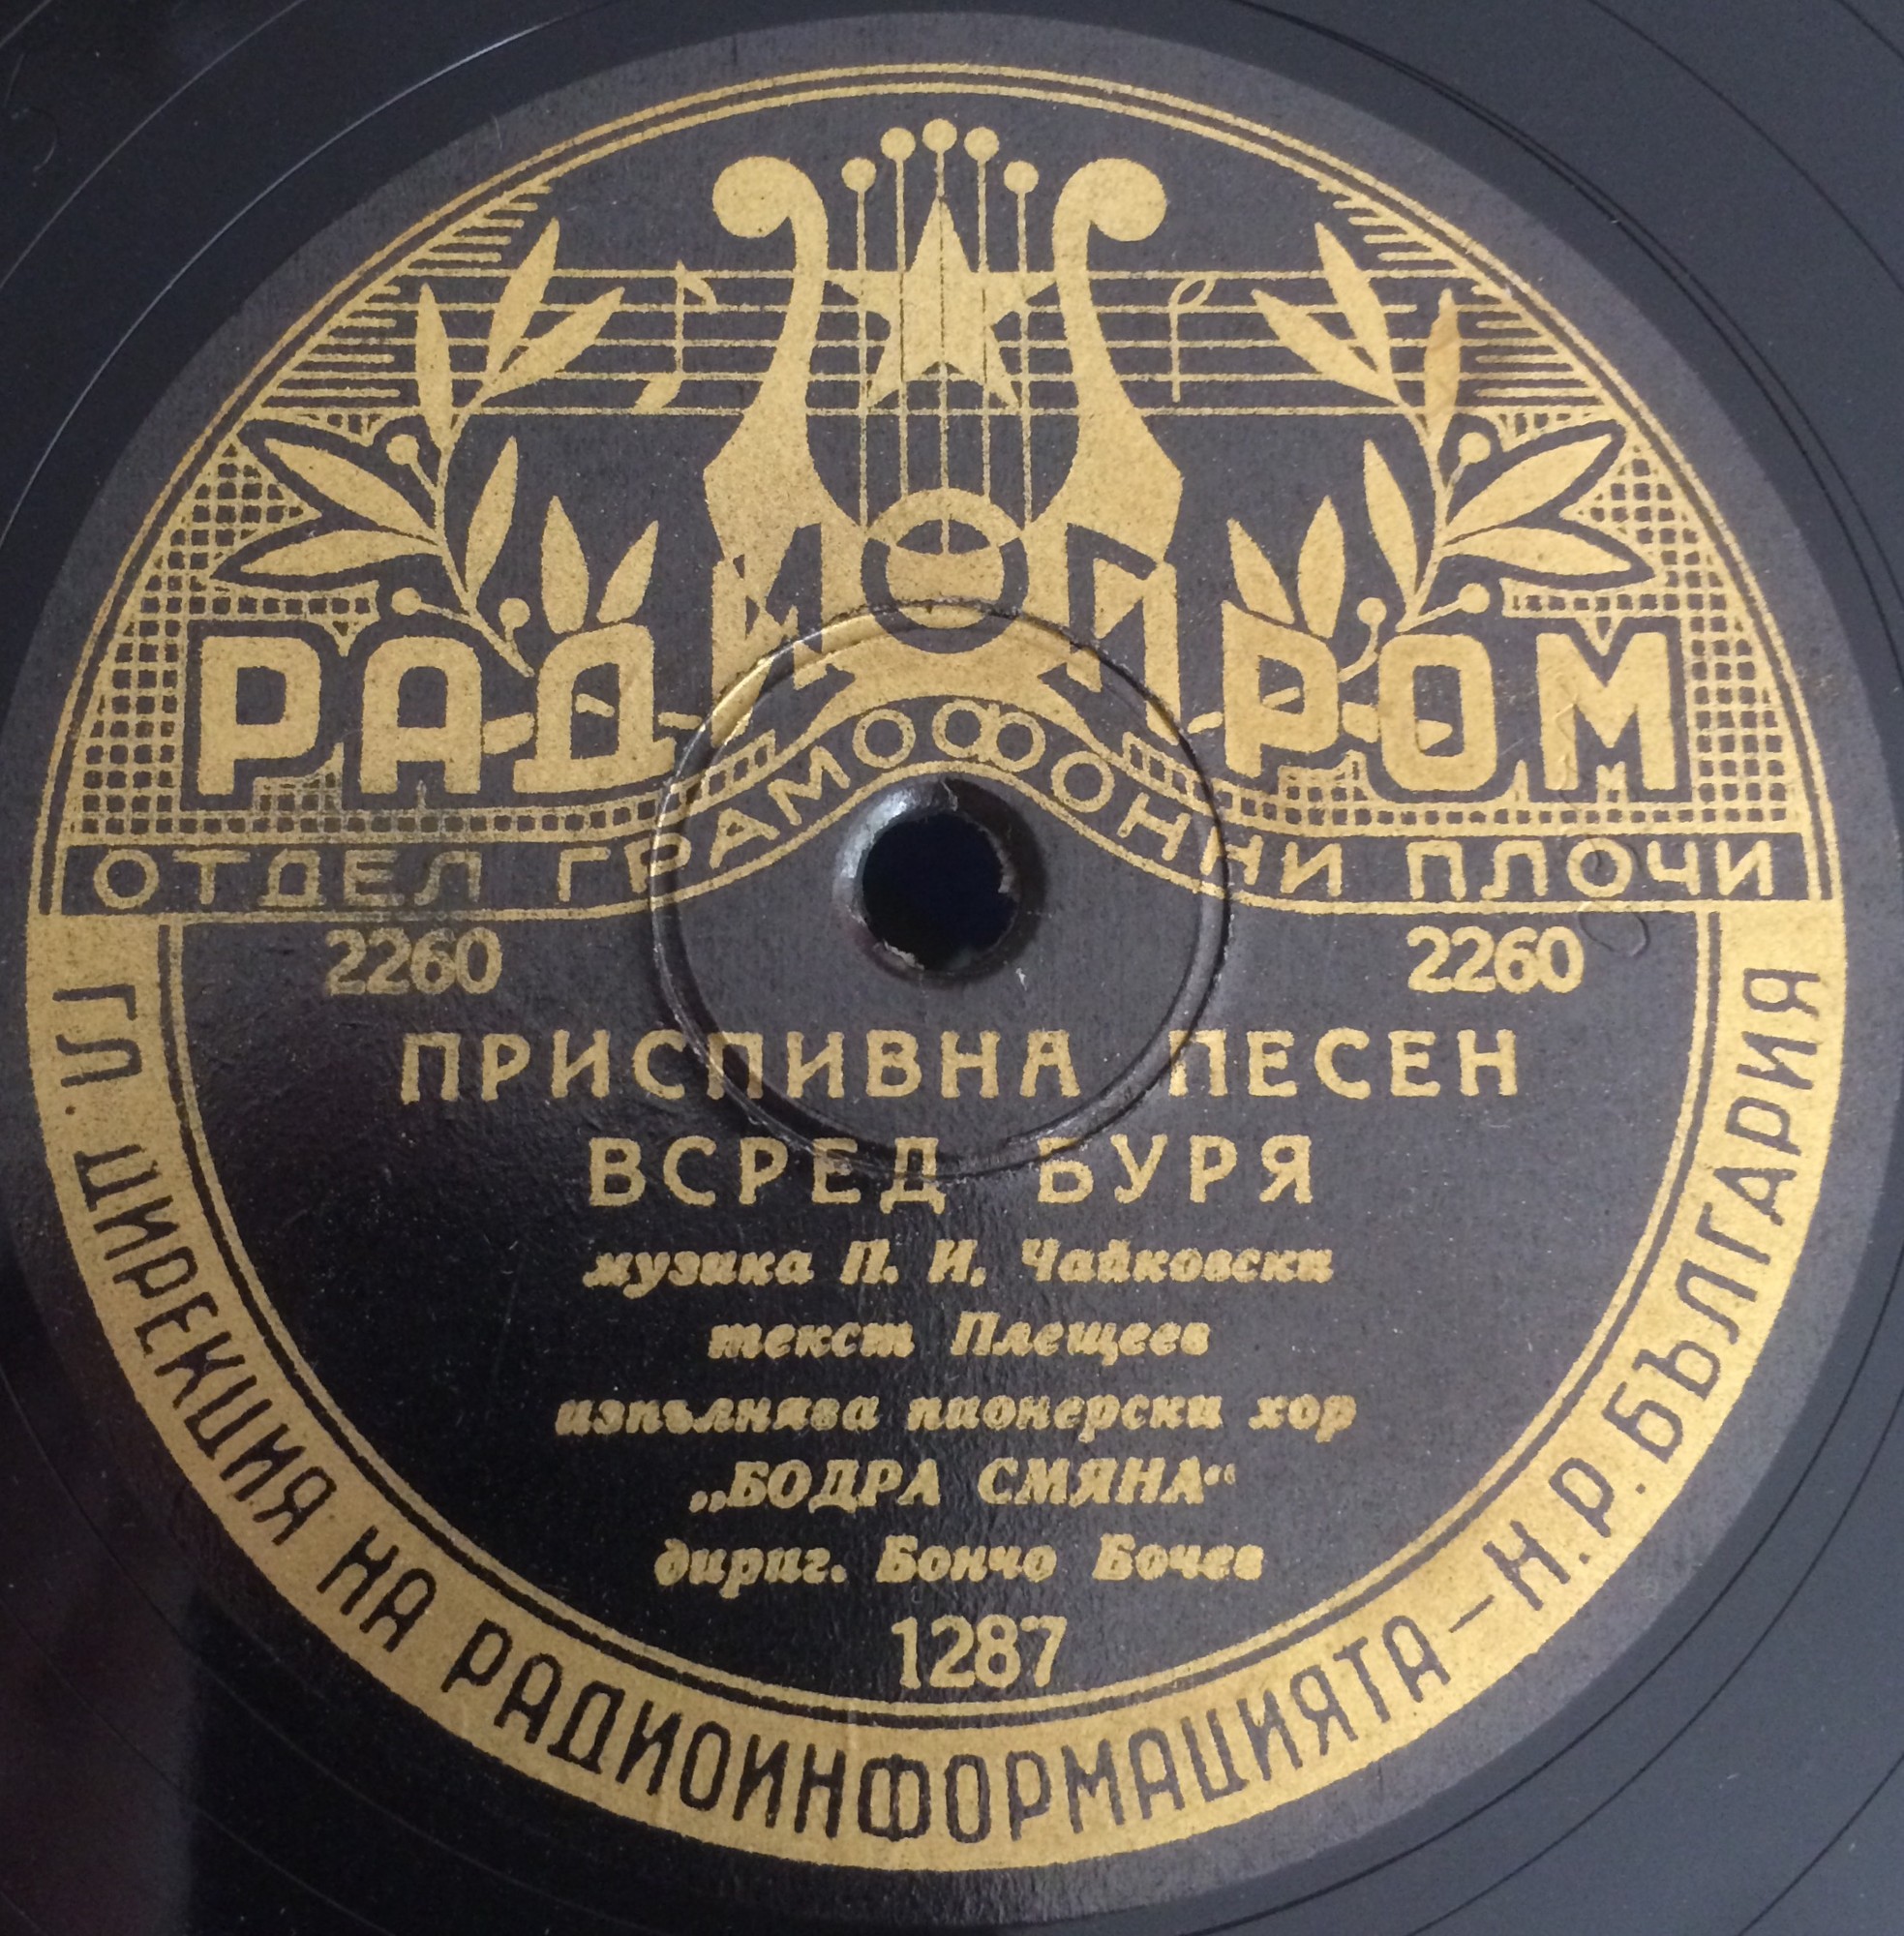 РАДИОПРОМ
ОТДЕЛ ГРАМОФОННИ ПЛОЧИ
2260 2260
ПРИСПИВНА ПЕСЕН
ВСРЕД БУРЯ
музика П. И. Чайковски
текст Плещеев
изпълнява пионерски хор
„БОДРА СМЯНА“
дириг. Бончо Бочев
1287
ГЛ. ДИРЕКЦИЯ НА РАДИОИНФОРМАЦИЯТА — Н.Р. БЪЛГАРИЯ